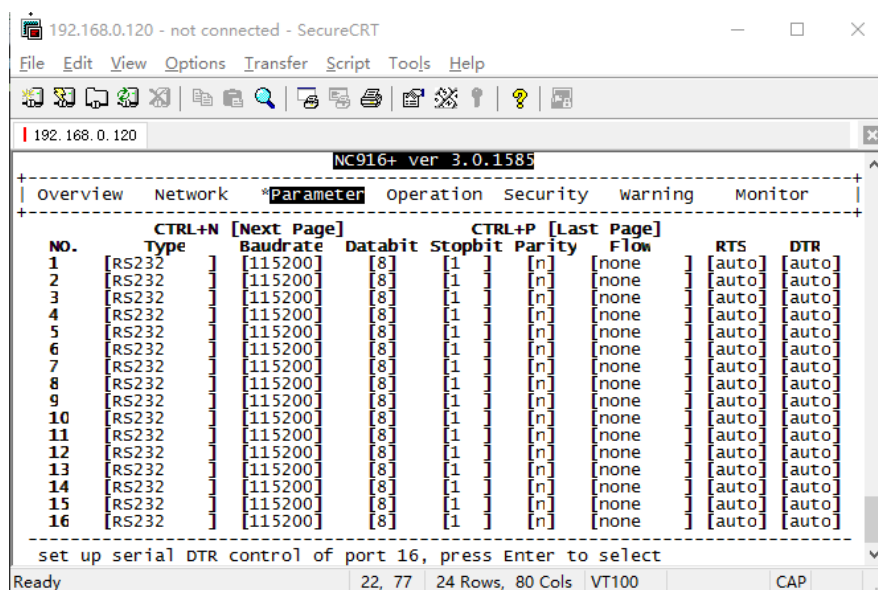 192.168.0.120 - not connected - SecureCRT
File Edit View Options Transfer Script Tools Help
192.168.0.120
NC916+ ver 3.0.1585
Overview Network *Parameter Operation Security Warning Monitor
CTRL+N [Next Page] CTRL+P [Last Page]
NO. Type Baudrate Databit Stopbit Parity Flow RTS DTR
1 [RS232 ] [115200] [8] [1 ] [n] [none ] [auto] [auto]
2 [RS232 ] [115200] [8] [1 ] [n] [none ] [auto] [auto]
3 [RS232 ] [115200] [8] [1 ] [n] [none ] [auto] [auto]
4 [RS232 ] [115200] [8] [1 ] [n] [none ] [auto] [auto]
5 [RS232 ] [115200] [8] [1 ] [n] [none ] [auto] [auto]
6 [RS232 ] [115200] [8] [1 ] [n] [none ] [auto] [auto]
7 [RS232 ] [115200] [8] [1 ] [n] [none ] [auto] [auto]
8 [RS232 ] [115200] [8] [1 ] [n] [none ] [auto] [auto]
9 [RS232 ] [115200] [8] [1 ] [n] [none ] [auto] [auto]
10 [RS232 ] [115200] [8] [1 ] [n] [none ] [auto] [auto]
11 [RS232 ] [115200] [8] [1 ] [n] [none ] [auto] [auto]
12 [RS232 ] [115200] [8] [1 ] [n] [none ] [auto] [auto]
13 [RS232 ] [115200] [8] [1 ] [n] [none ] [auto] [auto]
14 [RS232 ] [115200] [8] [1 ] [n] [none ] [auto] [auto]
15 [RS232 ] [115200] [8] [1 ] [n] [none ] [auto] [auto]
16 [RS232 ] [115200] [8] [1 ] [n] [none ] [auto] [auto]
set up serial DTR control of port 16, press Enter to select
Ready 22, 77 24 Rows, 80 Cols VT100 CAP